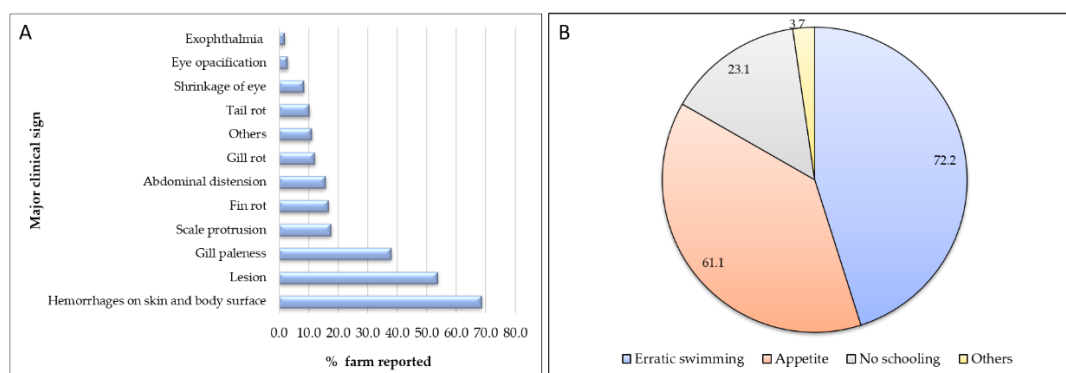 A
Major clinical sign
Exophthalmia
Eye opacification
Shrinkage of eye
Tail rot
Others
Gill rot
Abdominal distension
Fin rot
Scale protrusion
Gill paleness
Lesion
Hemorrhages on skin and body surface
0.0 10.0 20.0 30.0 40.0 50.0 60.0 70.0 80.0
% farm reported
B
3.7
23.1
72.2
61.1
Erratic swimming Appetite No schooling Others